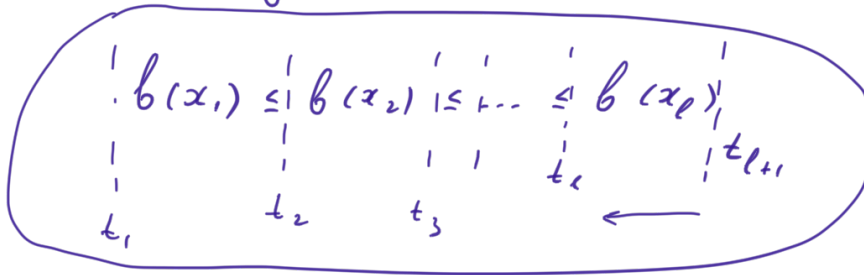 b(x₁) ≤ b(x₂) ≤ ... ≤ b(xₗ)
t₁ t₂ t₃ tₗ tₗ₊₁